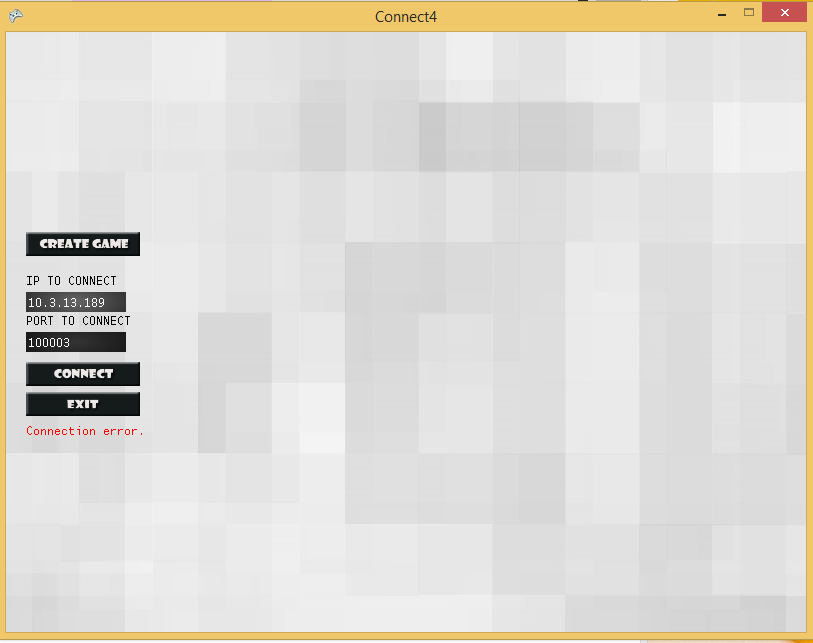 Connect4
CREATE GAME
IP TO CONNECT
10.3.13.189
PORT TO CONNECT
100003
CONNECT
EXIT
Connection error.